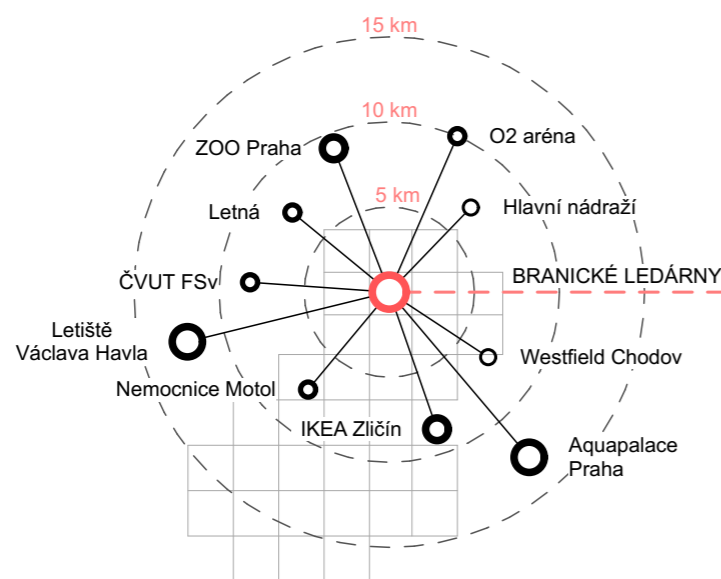 15 km
10 km
O2 aréna
ZOO Praha
5 km
Letná
Hlavní nádraží
ČVUT FSv
BRANICKÉ LEDÁRNY
Letiště
Václava Havla
Westfield Chodov
Nemocnice Motol
IKEA Zličín
Aquapalace
Praha